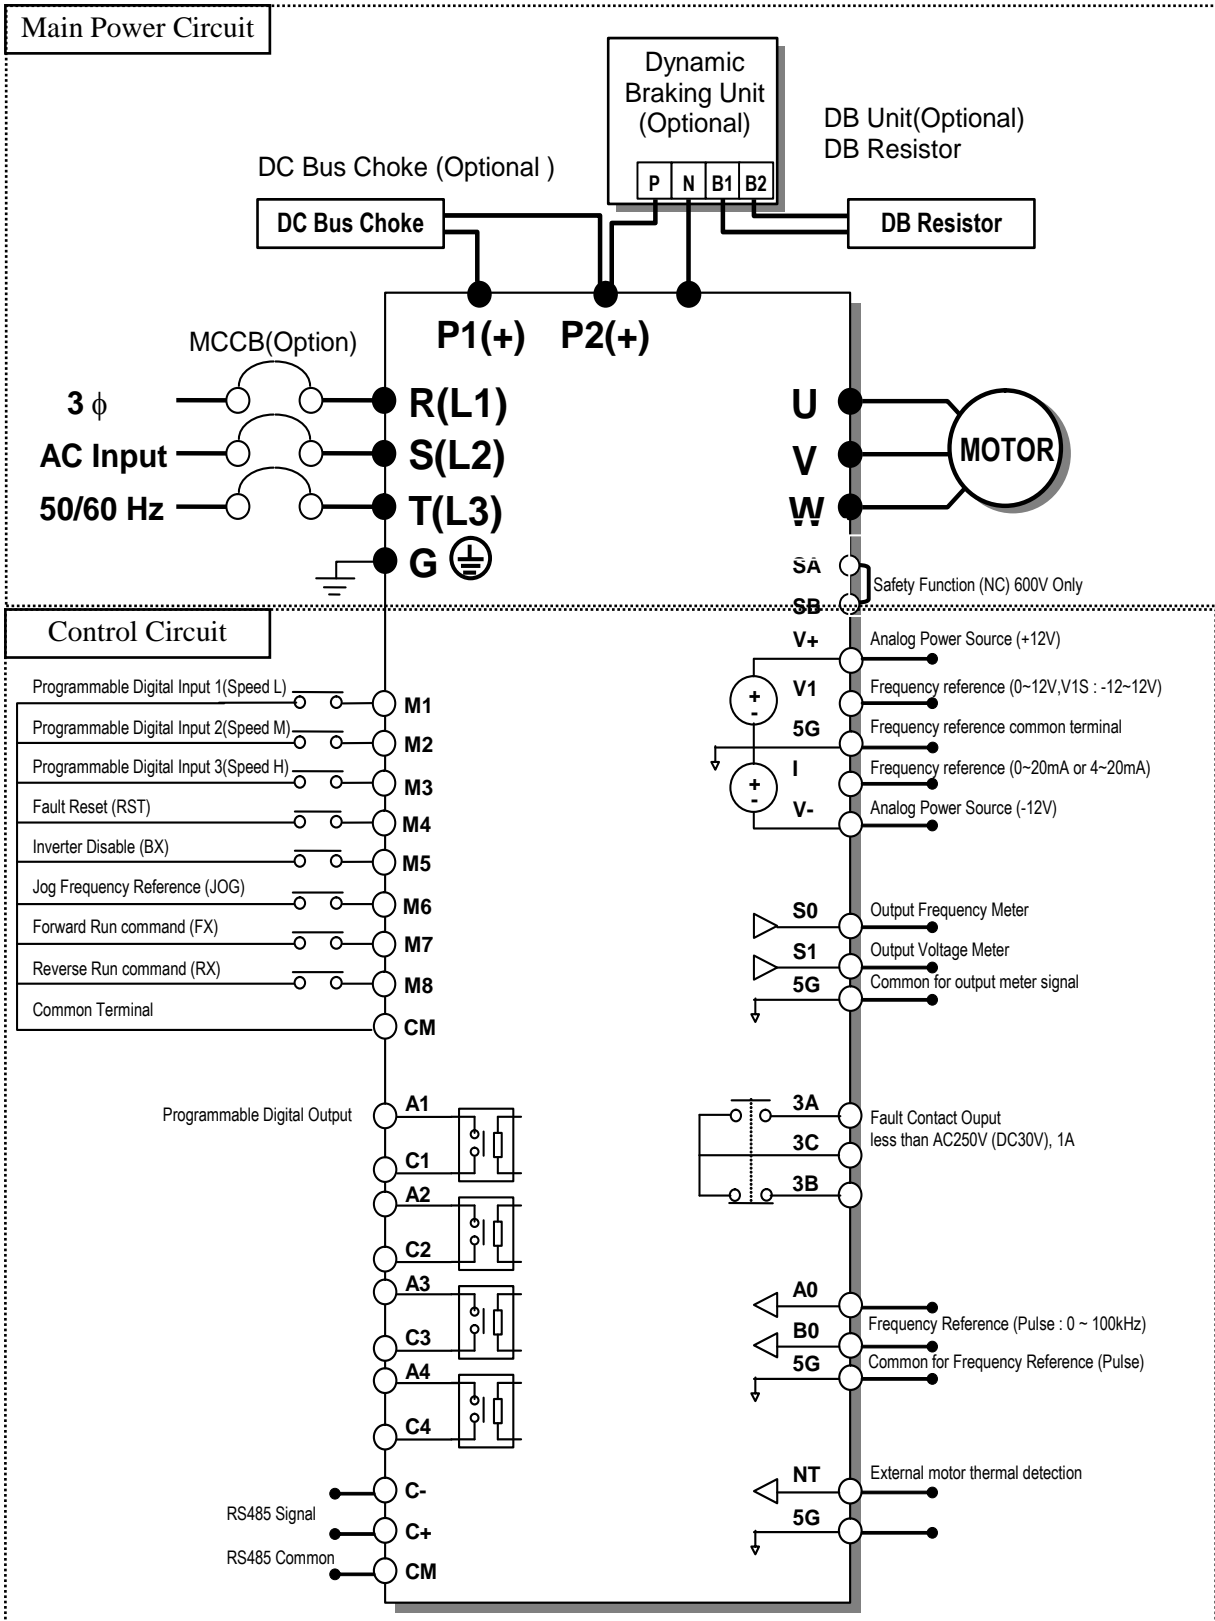 Main Power Circuit
Dynamic
Braking Unit
(Optional)
P N B1 B2
DB Unit(Optional)
DB Resistor
DC Bus Choke (Optional )
DC Bus Choke
DB Resistor
P1(+) P2(+)
MCCB(Option)
3 ϕ
AC Input
50/60 Hz
R(L1)
S(L2)
T(L3)
G
U
V
W
MOTOR
SA
SB
Safety Function (NC) 600V Only
Control Circuit
Programmable Digital Input 1(Speed L)
M1
Programmable Digital Input 2(Speed M)
M2
Programmable Digital Input 3(Speed H)
M3
Fault Reset (RST)
M4
Inverter Disable (BX)
M5
Jog Frequency Reference (JOG)
M6
Forward Run command (FX)
M7
Reverse Run command (RX)
M8
Common Terminal
CM
V+
Analog Power Source (+12V)
+
-
V1
Frequency reference (0~12V,V1S : -12~12V)
5G
Frequency reference common terminal
+
-
I
Frequency reference (0~20mA or 4~20mA)
V-
Analog Power Source (-12V)
S0
Output Frequency Meter
S1
Output Voltage Meter
5G
Common for output meter signal
Programmable Digital Output
A1
C1
A2
C2
A3
C3
A4
C4
3A
3C
3B
Fault Contact Ouput
less than AC250V (DC30V), 1A
A0
B0
Frequency Reference (Pulse : 0 ~ 100kHz)
5G
Common for Frequency Reference (Pulse)
RS485 Signal
C-
C+
RS485 Common
CM
NT
External motor thermal detection
5G